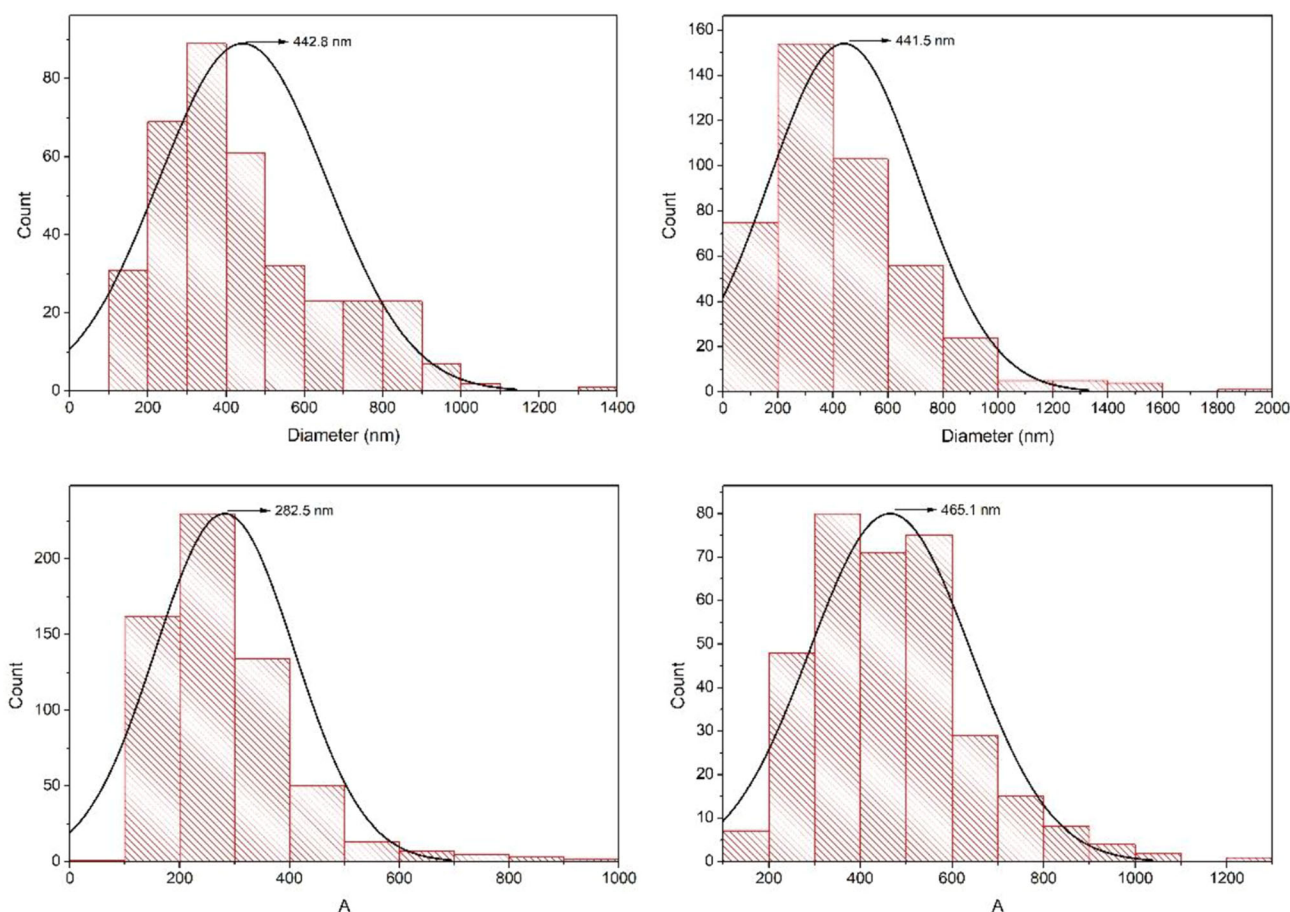 442.8 nm
80
60
40
20
0
Count
0 200 400 600 800 1000 1200 1400
Diameter (nm)
441.5 nm
160
140
120
100
80
60
40
20
0
Count
0 200 400 600 800 1000 1200 1400 1600 1800 2000
Diameter (nm)
282.5 nm
200
150
100
50
0
Count
0 200 400 600 800 1000
A
465.1 nm
80
70
60
50
40
30
20
10
0
Count
200 400 600 800 1000 1200
A